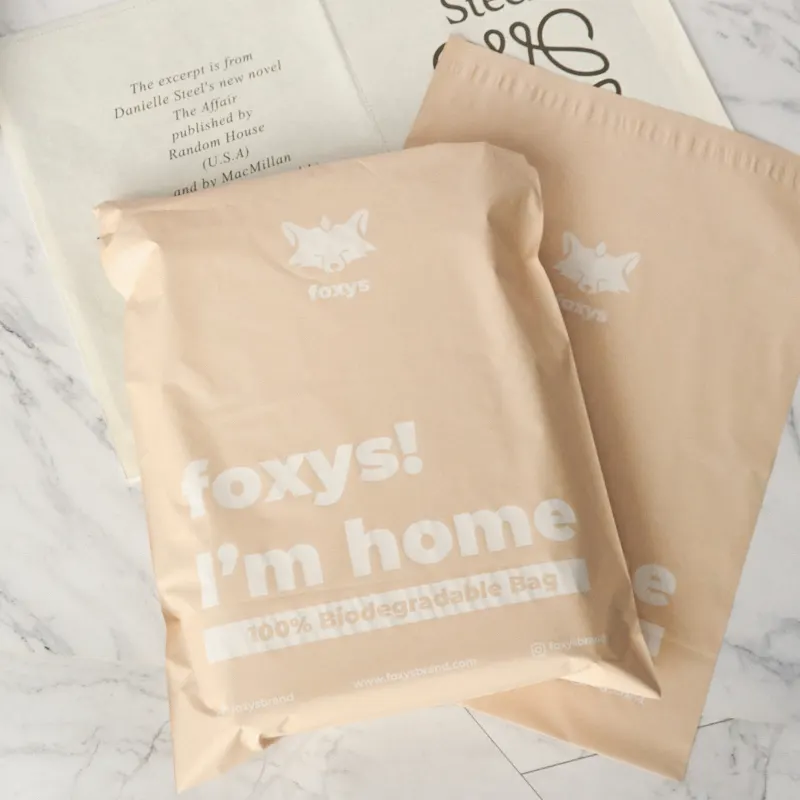 The excerpt is from
Danielle Steel's new novel
The Affair
published by
Random House
(U.S.A)
and by MacMillan
foxys
foxys!
I'm home
100% Biodegradable Bag
www.foxysbrand.com
foxysbrand
foxysbrand
foxys
e